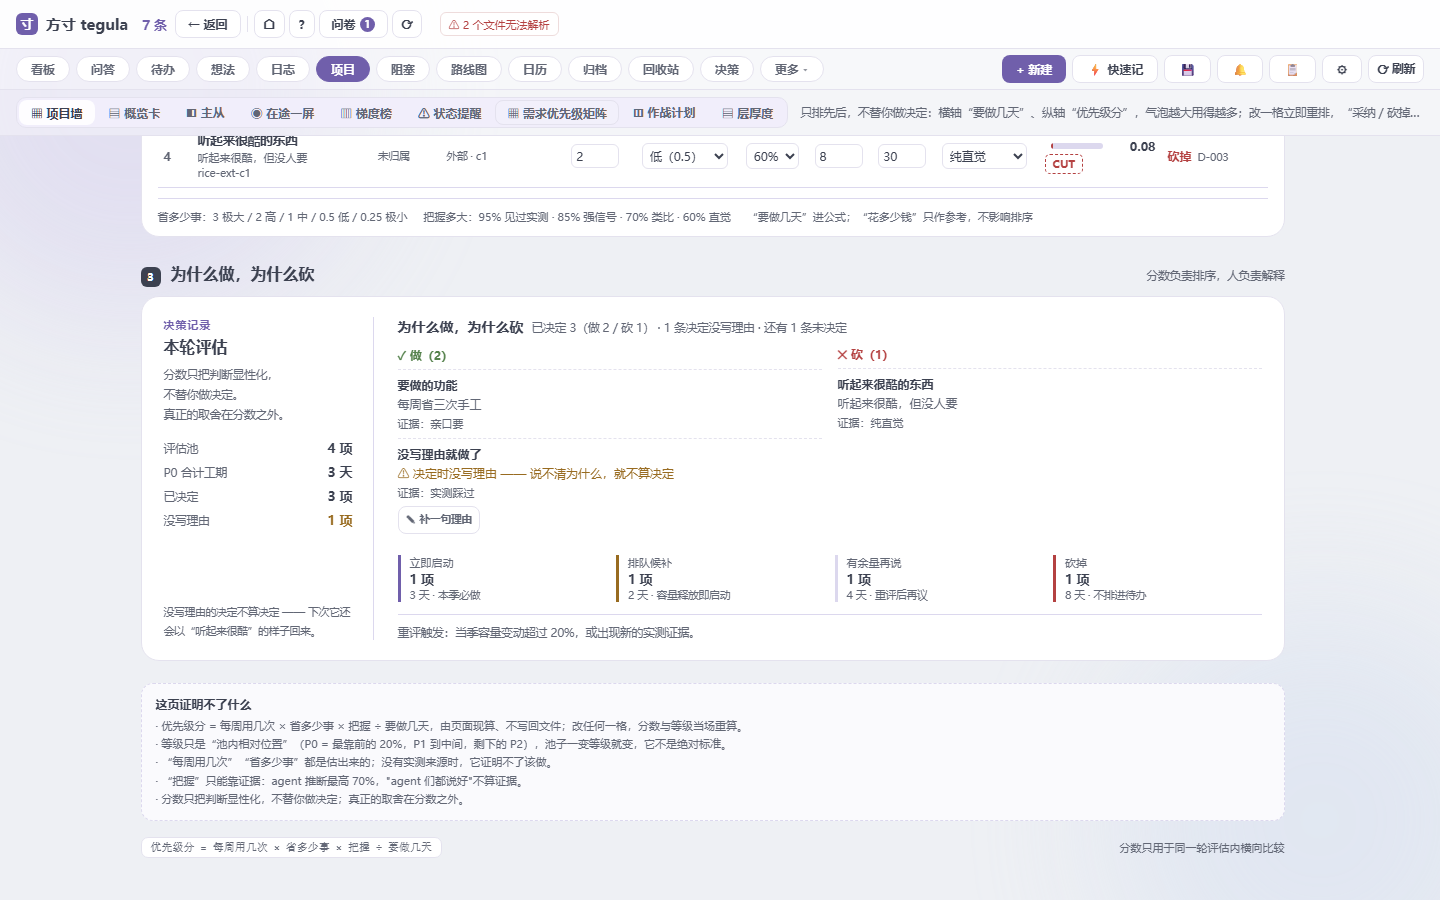 寸 方寸 tegula 7 条 ← 返回 ? 问卷 1 ⚠ 2 个文件无法解析
看板 问答 待办 想法 日志 项目 阻塞 路线图 日历 归档 回收站 决策 更多 + 新建 快速记 刷新
项目墙 概览卡 主从 在途一屏 梯度榜 状态提醒 需求优先级矩阵 作战计划 层厚度 只排先后，不替你做决定：横轴“要做几天”、纵轴“优先级分”，气泡越大用得越多；改一格立即重排，“采纳 / 砍掉…
听起来很酷的东西
4 听起来很酷，但没人要 未归属 外部 · c1 2 低（0.5） 60% 8 30 纯直觉 0.08 砍掉 D-003
rice-ext-c1 CUT
省多少事：3 极大 / 2 高 / 1 中 / 0.5 低 / 0.25 极小 把握多大：95% 见过实测 · 85% 强信号 · 70% 类比 · 60% 直觉 “要做几天”进公式；“花多少钱”只作参考，不影响排序
3 为什么做，为什么砍 分数负责排序，人负责解释
决策记录
本轮评估
分数只把判断显性化，
不替你做决定。
真正的取舍在分数之外。
评估池 4 项
P0 合计工期 3 天
已决定 3 项
没写理由 1 项
没写理由的决定不算决定 —— 下次它还
会以“听起来很酷”的样子回来。
为什么做，为什么砍 已决定 3（做 2 / 砍 1） · 1 条决定没写理由 · 还有 1 条未决定
✓ 做（2）
要做的功能
每周省三次手工
证据：亲口要
没写理由就做了
⚠ 决定时没写理由 —— 说不清为什么，就不算决定
证据：实测踩过
✎ 补一句理由
✕ 砍（1）
听起来很酷的东西
听起来很酷，但没人要
证据：纯直觉
立即启动
1 项
3 天 · 本季必做
排队候补
1 项
2 天 · 容量释放即启动
有余量再说
1 项
4 天 · 重评后再议
砍掉
1 项
8 天 · 不排进待办
重评触发：当季容量变动超过 20%，或出现新的实测证据。
这页证明不了什么
· 优先级分 = 每周用几次 × 省多少事 × 把握 ÷ 要做几天，由页面现算、不写回文件；改任何一格，分数与等级当场重算。
· 等级只是“池内相对位置”（P0 = 最靠前的 20%，P1 到中间，剩下的 P2），池子一变等级就变，它不是绝对标准。
· “每周用几次”“省多少事”都是估出来的；没有实测来源时，它证明不了该做。
· “把握”只能靠证据：agent 推断最高 70%，"agent 们都说好"不算证据。
· 分数只把判断显性化，不替你做决定；真正的取舍在分数之外。
优先级分 = 每周用几次 × 省多少事 × 把握 ÷ 要做几天 分数只用于同一轮评估内横向比较